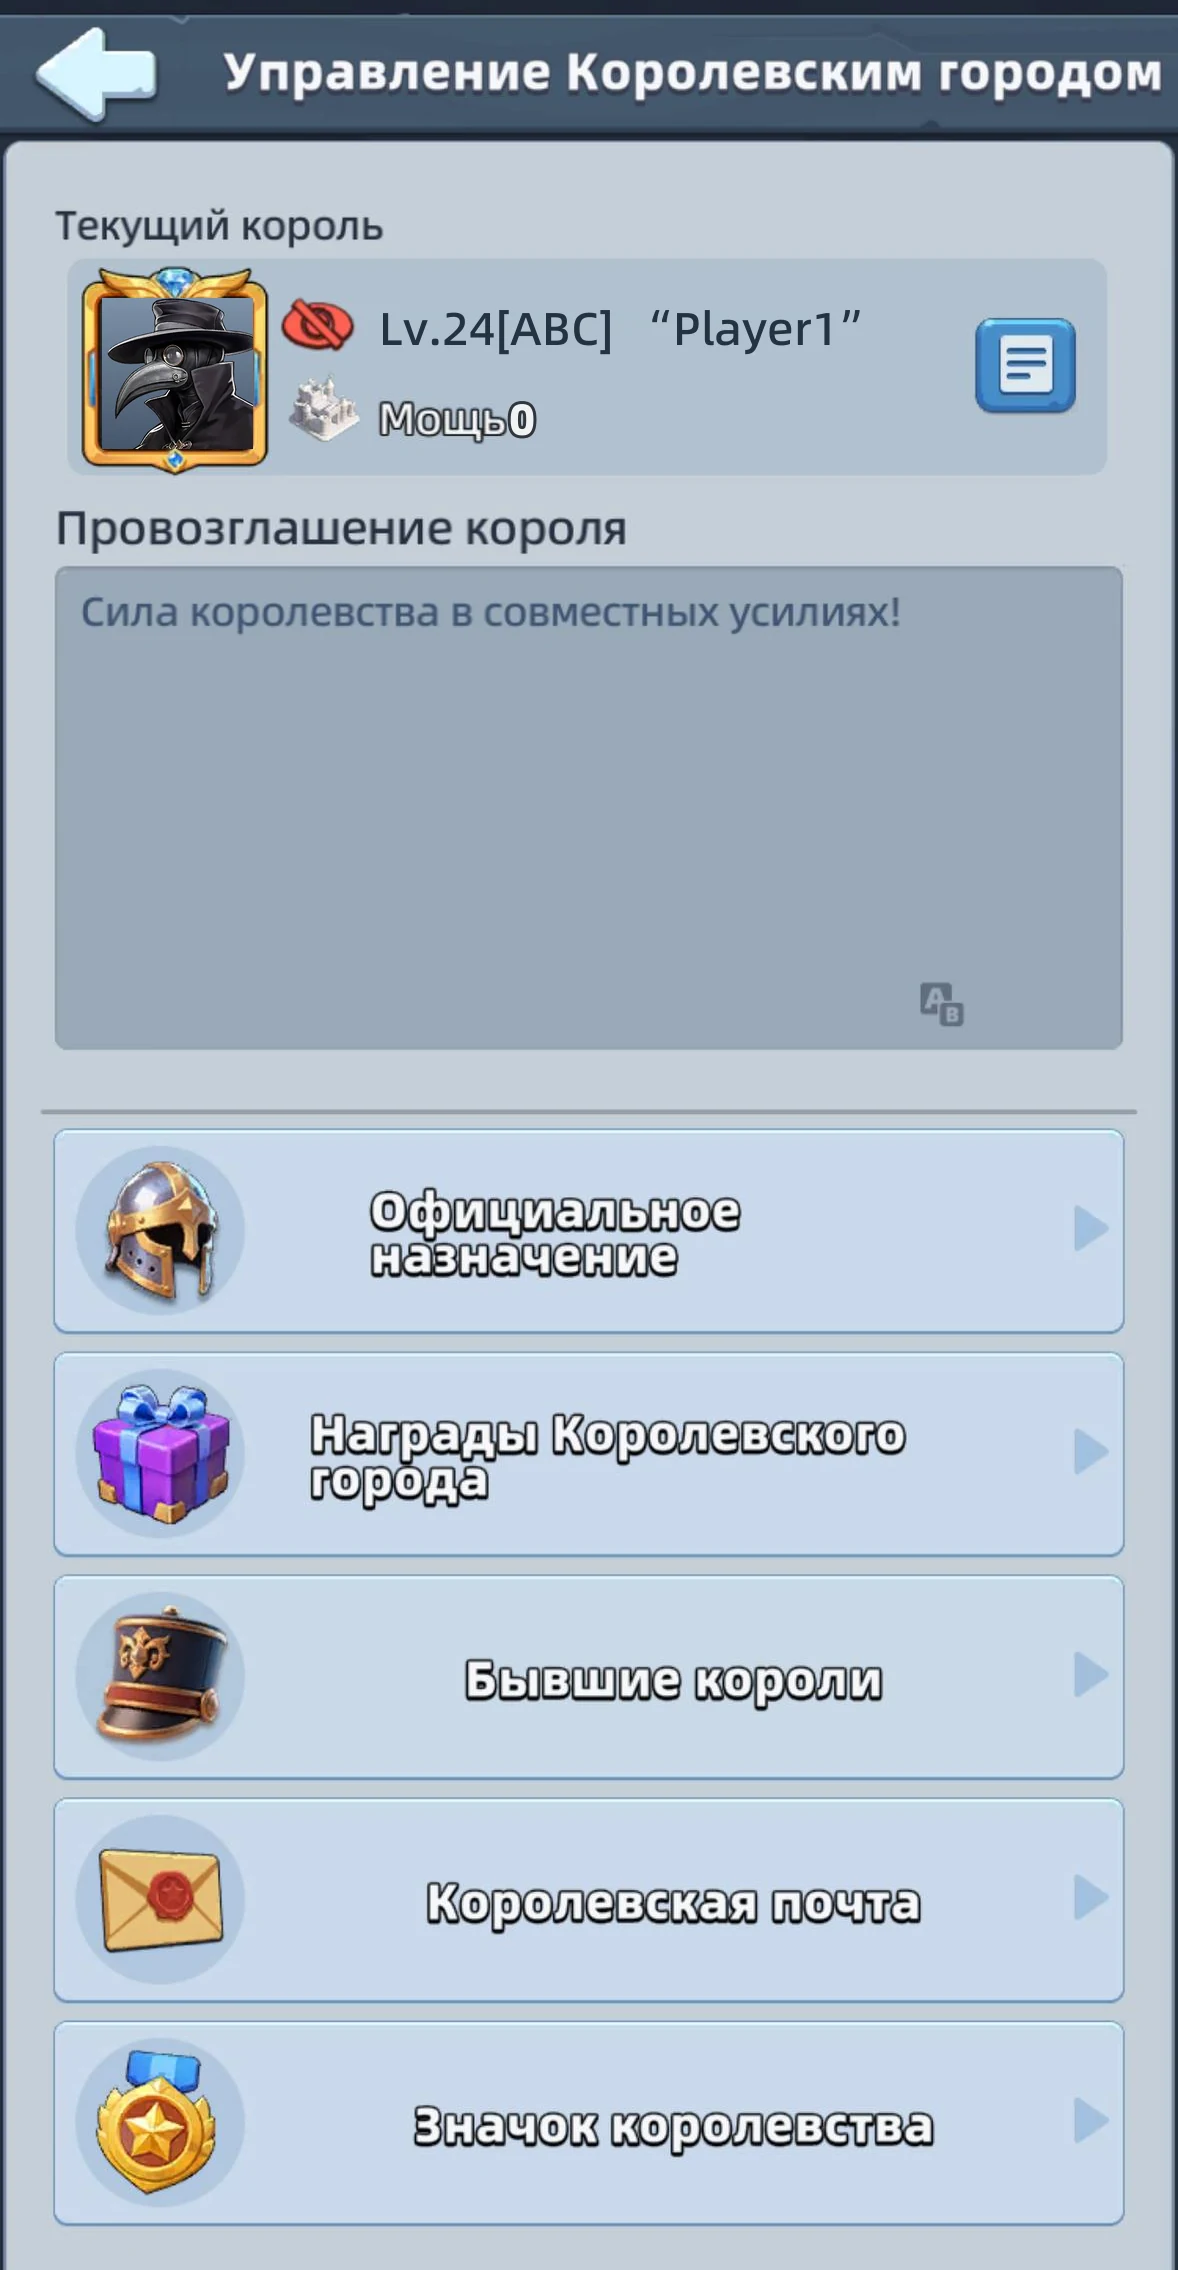 Управление Королевским городом
Текущий король
Lv.24[ABC] “Player1”
Мощь0
Провозглашение короля
Сила королевства в совместных усилиях!
A
B
Официальное
назначение
Награды Королевского
города
Бывшие короли
Королевская почта
Значок королевства